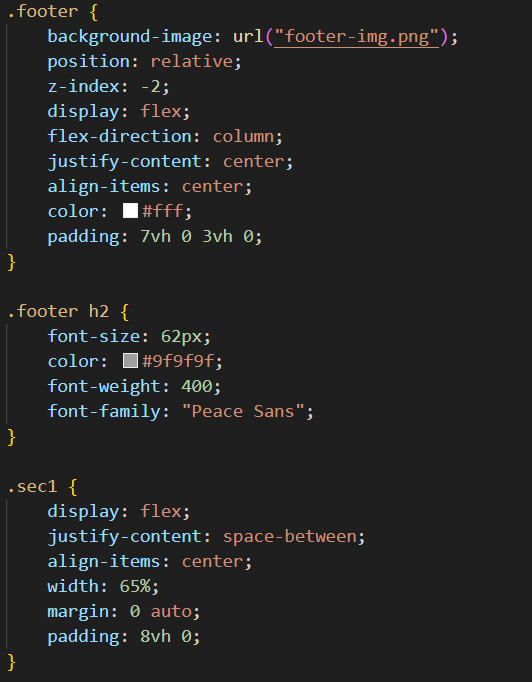 .footer {
    background-image: url("footer-img.png");
    position: relative;
    z-index: -2;
    display: flex;
    flex-direction: column;
    justify-content: center;
    align-items: center;
    color: #fff;
    padding: 7vh 0 3vh 0;
}

.footer h2 {
    font-size: 62px;
    color: #9f9f9f;
    font-weight: 400;
    font-family: "Peace Sans";
}

.sec1 {
    display: flex;
    justify-content: space-between;
    align-items: center;
    width: 65%;
    margin: 0 auto;
    padding: 8vh 0;
}